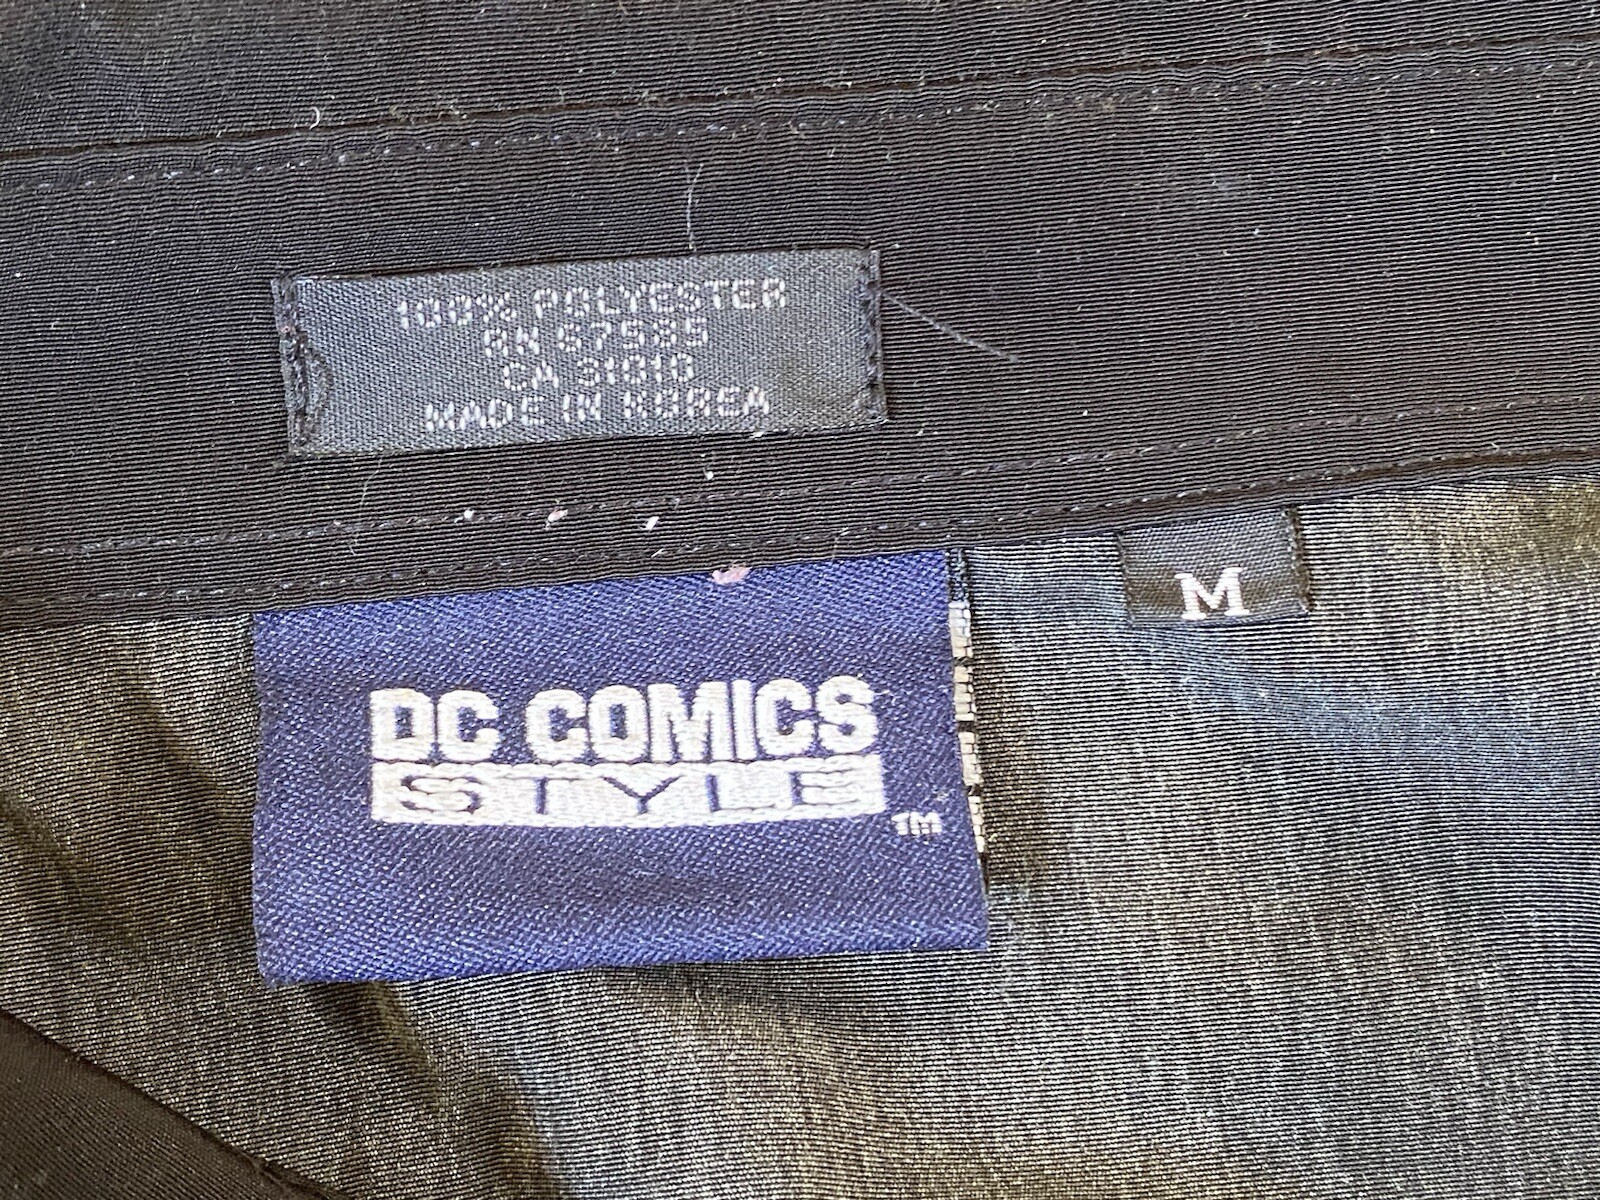 100% POLYESTER
RN 67585
CA 31010
MADE IN KOREA
M
DC COMICS
STYLE
TM